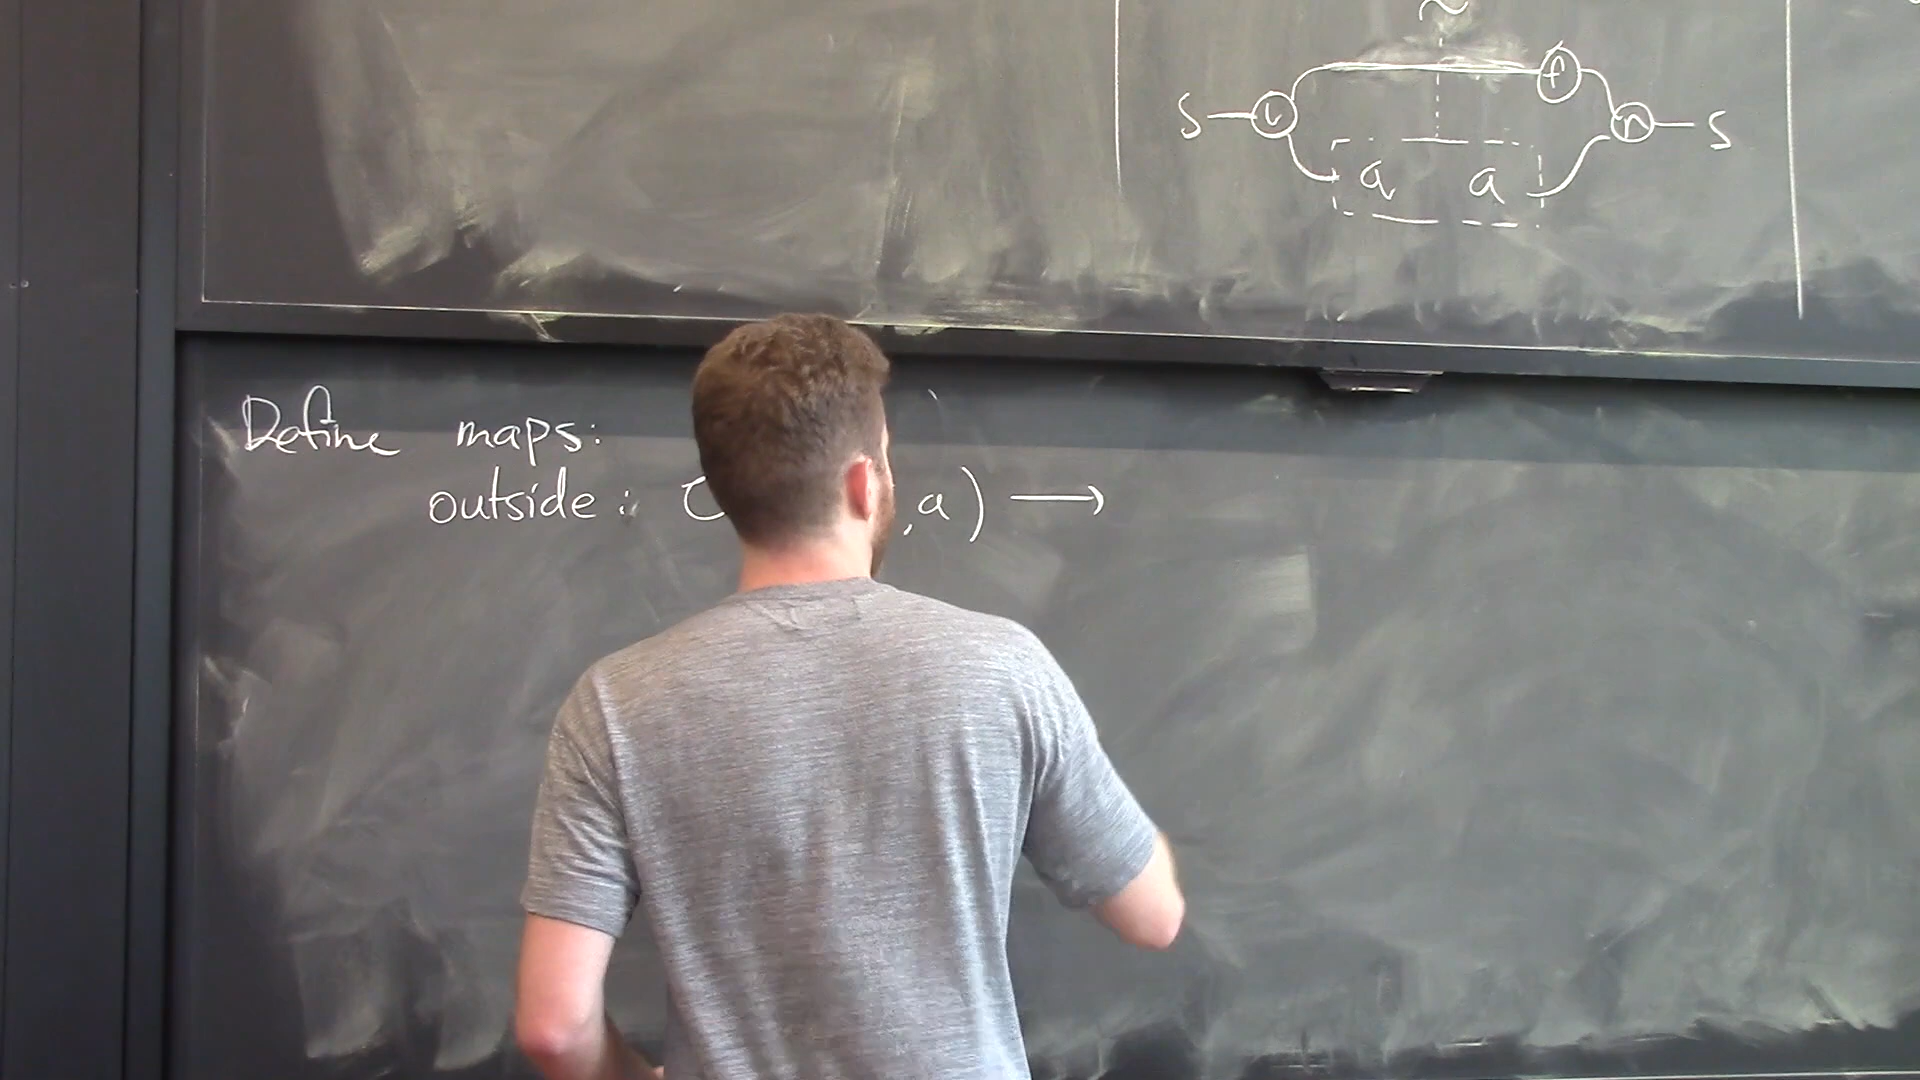 ~
S l f n S
a a
Define maps:
outside: C ,a) ⟶